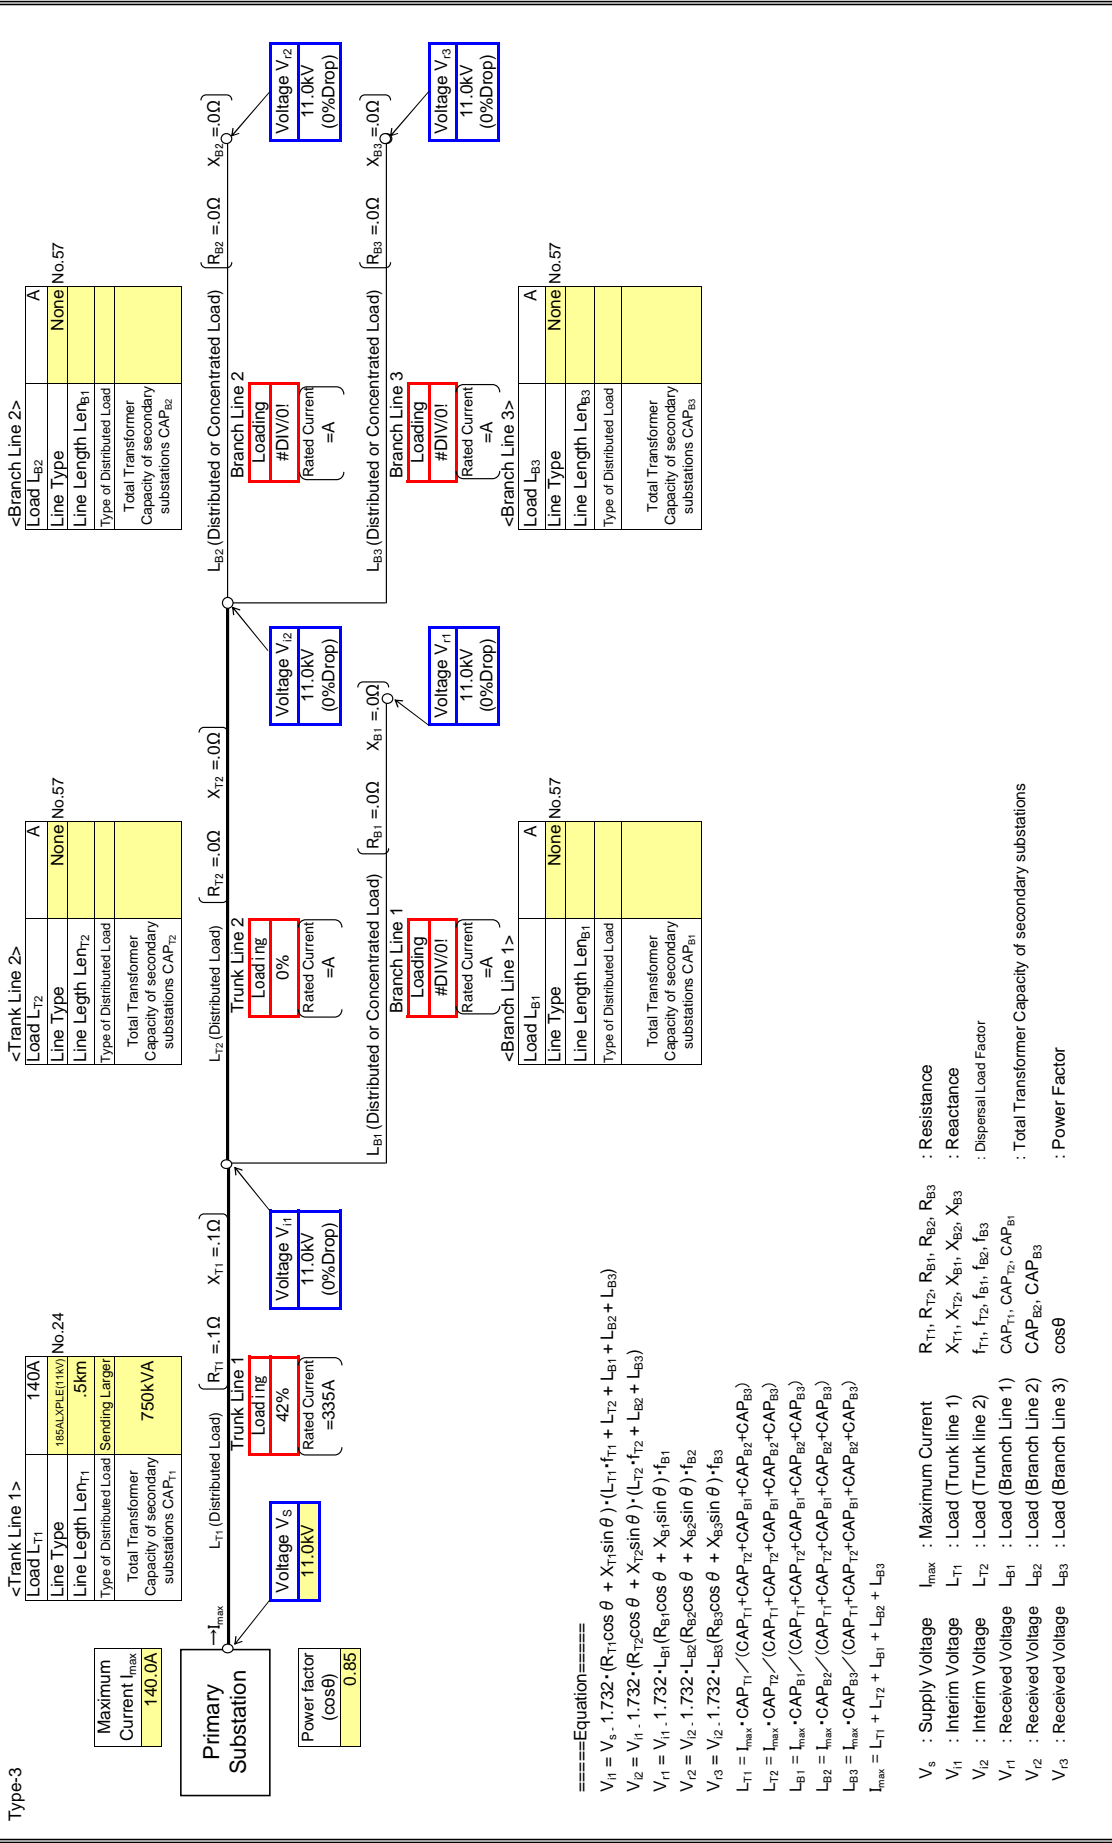 Type-3
Maximum
Current Imax
140.0A
Primary
Substation
Power factor
(cosθ)
0.85
→Imax
Voltage VS
11.0kV
<Trank Line 1>
Load LT1 140A
Line Type 185ALXPLE(11kV) No.24
Line Legth LenT1 .5km
Type of Distributed Load Sending Larger
Total Transformer
Capacity of secondary
substations CAPT1
750kVA
LT1 (Distributed Load)
RT1 =.1Ω XT1 =.1Ω
Trunk Line 1
Loading
42%
Rated Current
=335A
Voltage Vi1
11.0kV
(0%Drop)
<Trank Line 2>
Load LT2 A
Line Type None No.57
Line Length LenT2
Type of Distributed Load
Total Transformer
Capacity of secondary
substations CAPT2
LT2 (Distributed Load)
RT2 =.0Ω XT2 =.0Ω
Trunk Line 2
Loading
0%
Rated Current
=A
Voltage Vi2
11.0kV
(0%Drop)
LB1 (Distributed or Concentrated Load)
RB1 =.0Ω XB1 =.0Ω
Branch Line 1
Loading
#DIV/0!
Rated Current
=A
Voltage Vr1
11.0kV
(0%Drop)
<Branch Line 1>
Load LB1 A
Line Type None No.57
Line Length LenB1
Type of Distributed Load
Total Transformer
Capacity of secondary
substations CAPB1
<Branch Line 2>
Load LB2 A
Line Type None No.57
Line Length LenB1
Type of Distributed Load
Total Transformer
Capacity of secondary
substations CAPB2
LB2 (Distributed or Concentrated Load)
RB2 =.0Ω XB2 =.0Ω
Branch Line 2
Loading
#DIV/0!
Rated Current
=A
Voltage Vr2
11.0kV
(0%Drop)
LB3 (Distributed or Concentrated Load)
RB3 =.0Ω XB3 =.0Ω
Branch Line 3
Loading
#DIV/0!
Rated Current
=A
Voltage Vr3
11.0kV
(0%Drop)
<Branch Line 3>
Load LB3 A
Line Type None No.57
Line Length LenB3
Type of Distributed Load
Total Transformer
Capacity of secondary
substations CAPB3
=====Equation=====
Vi1 = Vs - 1.732・(RT1cos θ + XT1sin θ)・(LT1・fT1 + LT2 + LB1 + LB2 + LB3)
Vi2 = Vi1 - 1.732・(RT2cos θ + XT2sin θ)・(LT2・fT2 + LB2 + LB3)
Vr1 = Vi1 - 1.732・LB1(RB1cos θ + XB1sin θ)・fB1
Vr2 = Vi2 - 1.732・LB2(RB2cos θ + XB2sin θ)・fB2
Vr3 = Vi2 - 1.732・LB3(RB3cos θ + XB3sin θ)・fB3
LT1 = Imax・CAPT1／(CAPT1+CAPT2+CAPB1+CAPB2+CAPB3)
LT2 = Imax・CAPT2／(CAPT1+CAPT2+CAPB1+CAPB2+CAPB3)
LB1 = Imax・CAPB1／(CAPT1+CAPT2+CAPB1+CAPB2+CAPB3)
LB2 = Imax・CAPB2／(CAPT1+CAPT2+CAPB1+CAPB2+CAPB3)
LB3 = Imax・CAPB3／(CAPT1+CAPT2+CAPB1+CAPB2+CAPB3)
Imax = LT1 + LT2 + LB1 + LB2 + LB3
Vs : Supply Voltage Imax : Maximum Current RT1, RT2, RB1, RB2, RB3 : Resistance
Vi1 : Interim Voltage LT1 : Load (Trunk line 1) XT1, XT2, XB1, XB2, XB3 : Reactance
Vi2 : Interim Voltage LT2 : Load (Trunk line 2) fT1, fT2, fB1, fB2, fB3 : Dispersal Load Factor
Vr1 : Received Voltage LB1 : Load (Branch Line 1) CAPT1, CAPT2, CAPB1
Vr2 : Received Voltage LB2 : Load (Branch Line 2) CAPB2, CAPB3 : Total Transformer Capacity of secondary substations
Vr3 : Received Voltage LB3 : Load (Branch Line 3) cosθ : Power Factor